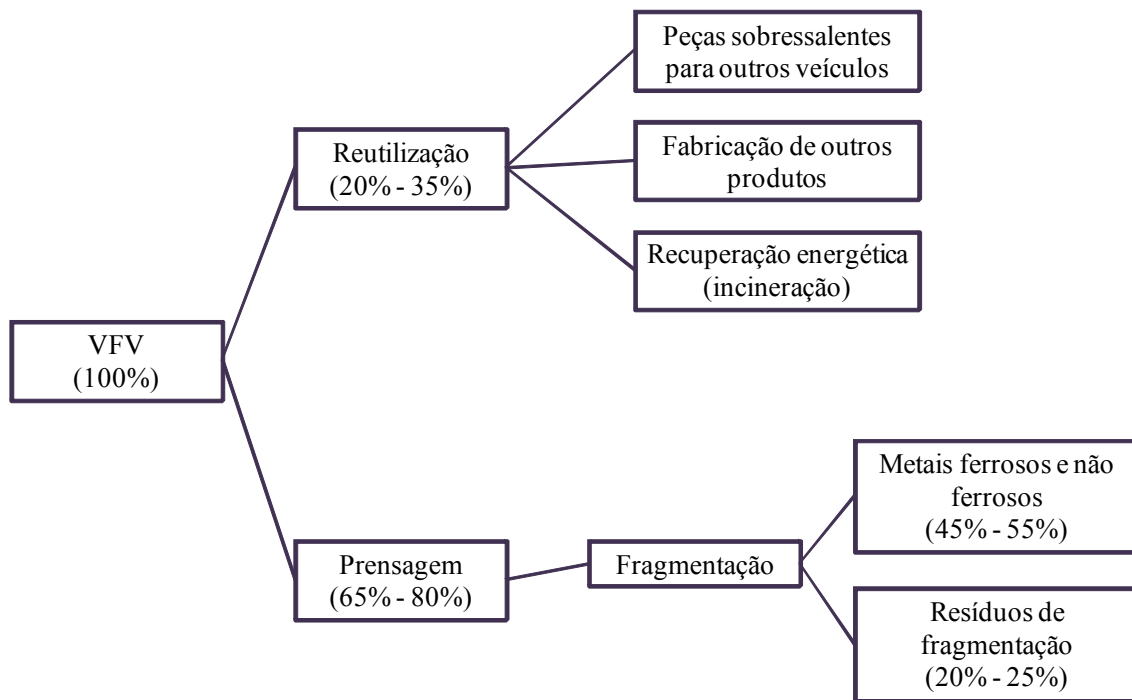 Peças sobressalentes
para outros veículos
Reutilização
(20% - 35%)
Fabricação de outros
produtos
Recuperação energética
(incineração)
VFV
(100%)
Metais ferrosos e não
ferrosos
(45% - 55%)
Prensagem
(65% - 80%)
Fragmentação
Resíduos de
fragmentação
(20% - 25%)